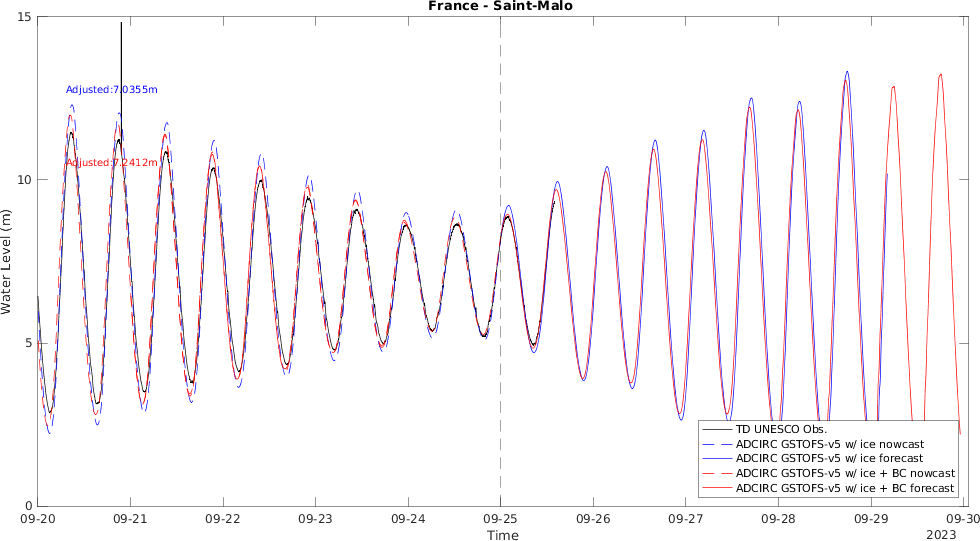 France - Saint-Malo
15
10
5
0
Water Level (m)
Adjusted:7.0355m
Adjusted:7.2412m
TD UNESCO Obs.
ADCIRC GSTOFS-v5 w/ ice nowcast
ADCIRC GSTOFS-v5 w/ ice forecast
ADCIRC GSTOFS-v5 w/ ice + BC nowcast
ADCIRC GSTOFS-v5 w/ ice + BC forecast
09-20 09-21 09-22 09-23 09-24 09-25 09-26 09-27 09-28 09-29 09-30
Time
2023